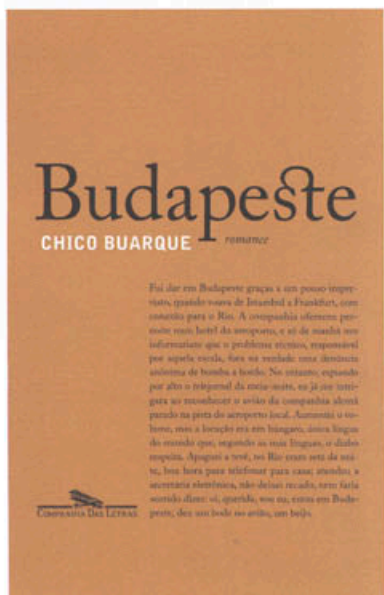 Budapeste
CHICO BUARQUE romance
Fui dar em Budapeste graças a um pouso impre-
visto, quando voava de Istambul a Frankfurt, com
conexão para o Rio. A companhia ofereceu per-
noite num hotel do aeroporto, e só de manhã nos
informariam que o problema técnico, responsável
por aquela escala, fora na verdade uma denúncia
anônima de bomba a bordo. No entanto, espiando
por alto o telejornal da meia-noite, eu já me intri-
gara ao reconhecer o avião da companhia alemã
parado na pista do aeroporto local. Aumentei o vo-
lume, mas a locução era em húngaro, única língua
do mundo que, segundo as más línguas, o diabo
respeita. Apaguei a tevê, no Rio eram sete da noi-
te, boa hora para telefonar para casa; atendeu a
secretária eletrônica, não deixei recado, nem faria
sentido dizer: oi, querida, sou eu, estou em Buda-
peste, deu um bode no avião, um beijo.
COMPANHIA DAS LETRAS